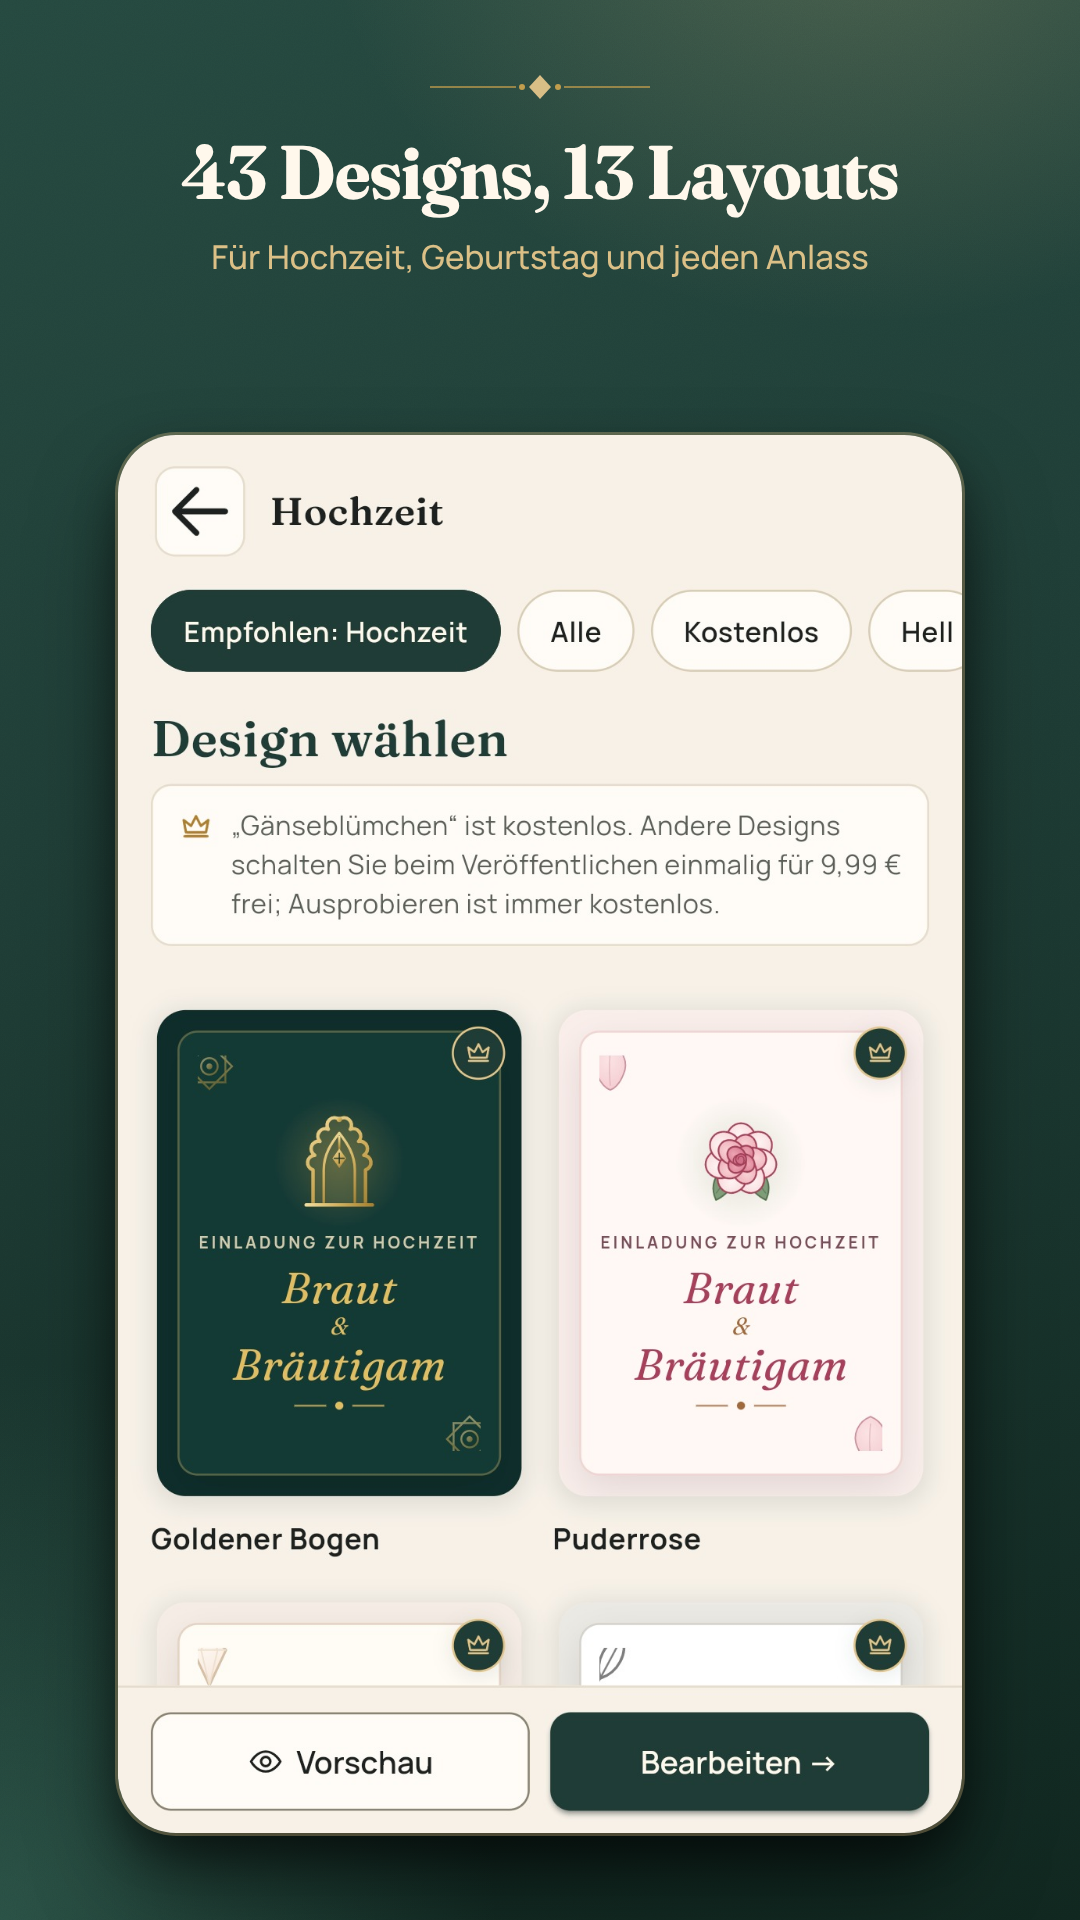 43 Designs, 13 Layouts
Für Hochzeit, Geburtstag und jeden Anlass
Hochzeit
Empfohlen: Hochzeit
Alle
Kostenlos
Hell
Design wählen
„Gänseblümchen“ ist kostenlos. Andere Designs
schalten Sie beim Veröffentlichen einmalig für 9,99 €
frei; Ausprobieren ist immer kostenlos.
EINLADUNG ZUR HOCHZEIT
Braut
&
Bräutigam
Goldener Bogen
EINLADUNG ZUR HOCHZEIT
Braut
&
Bräutigam
Puderrose
Vorschau
Bearbeiten →